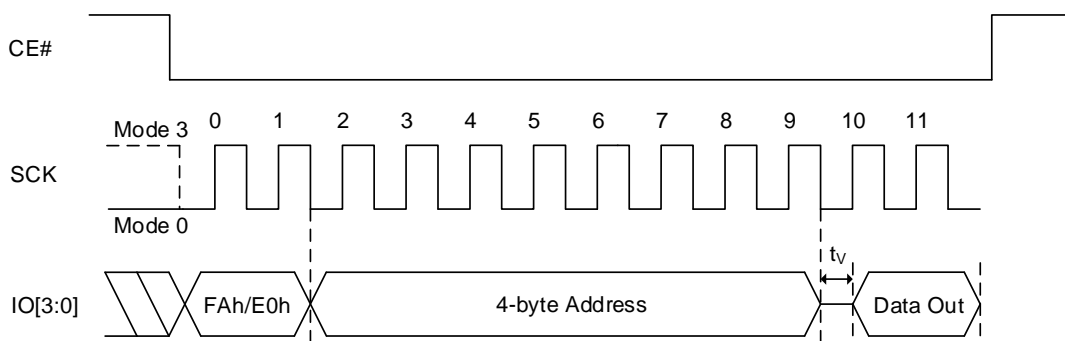 CE#
Mode 3 0 1 2 3 4 5 6 7 8 9 10 11
SCK
Mode 0
tV
IO[3:0] FAh/E0h 4-byte Address Data Out